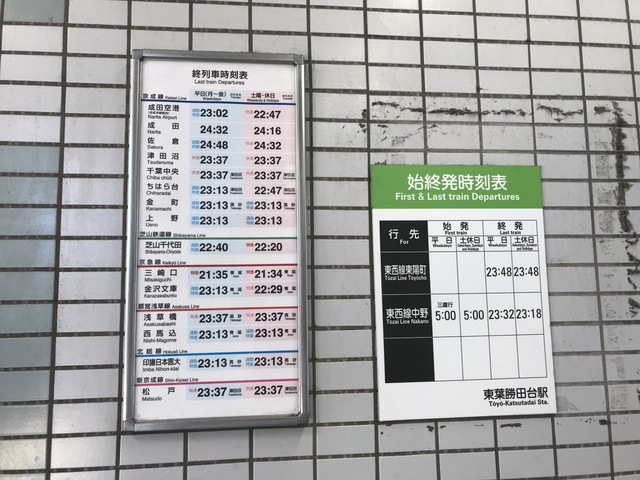 終列車時刻表
Last train Departures
京成線 Keisei Line 平日(月〜金) 土曜・休日
Weekdays Weekends & Holidays
成田空港 23:02 22:47
Narita Airport
成田 24:32 24:16
Narita
佐倉 24:48 24:32
Sakura
津田沼 23:37 23:37
Tsudanuma
千葉中央 23:13 23:37
Chiba chūō
ちはら台 23:13 22:47
Chiharadai
金町 23:13 23:13
Kanamachi
上野 23:13 23:13
Ueno
芝山鉄道線 Shibayama Line
芝山千代田 22:40 22:20
Shibayama-Chiyoda
京急線 Keikyū Line
三崎口 21:35 21:34
Misakiguchi
金沢文庫 23:13 22:29
Kanazawabunko
都営浅草線 Asakusa Line
浅草橋 23:37 23:37
Asakusabashi
西馬込 23:13 23:13
Nishi-Magome
北総線 Hokusō Line
印旛日本医大 23:13 23:13
Imba Nihon-idai
新京成線 Shin-Keisei Line
松戸 23:37 23:37
Matsudo
始終発時刻表
First & Last train Departures
行先 始発 終発
For First train Last train
平日 土休日 平日 土休日
東西線東陽町 23:48 23:48
Tōzai Line Toyochō
三鷹行
東西線中野 5:00 5:00 23:32 23:18
Tōzai Line Nakano
東葉勝田台駅
Tōyō-Katsutadai Sta.